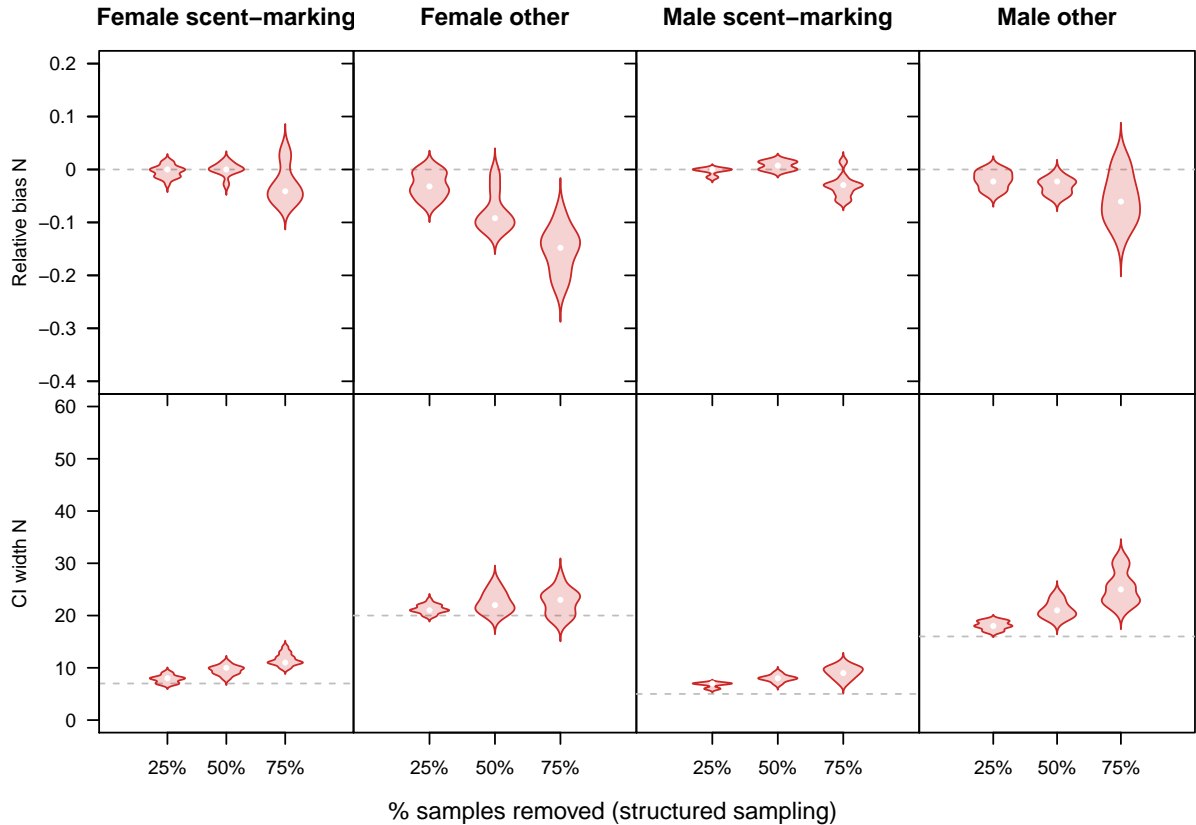 Female scent−marking Female other Male scent−marking Male other
Relative bias N
0.2
0.1
0
−0.1
−0.2
−0.3
−0.4
CI width N
60
50
40
30
20
10
0
25% 50% 75% 25% 50% 75% 25% 50% 75% 25% 50% 75%
% samples removed (structured sampling)